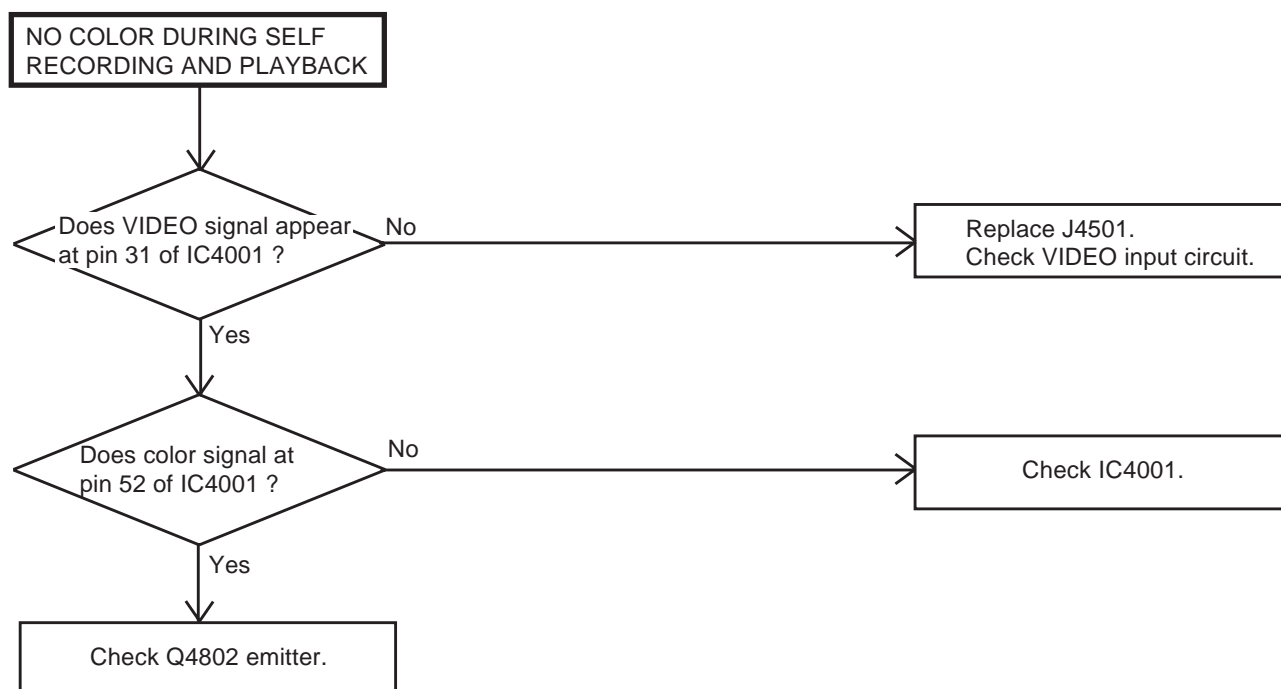 NO COLOR DURING SELF
RECORDING AND PLAYBACK
Does VIDEO signal appear
at pin 31 of IC4001 ?
No
Replace J4501.
Check VIDEO input circuit.
Yes
Does color signal at
pin 52 of IC4001 ?
No
Check IC4001.
Yes
Check Q4802 emitter.